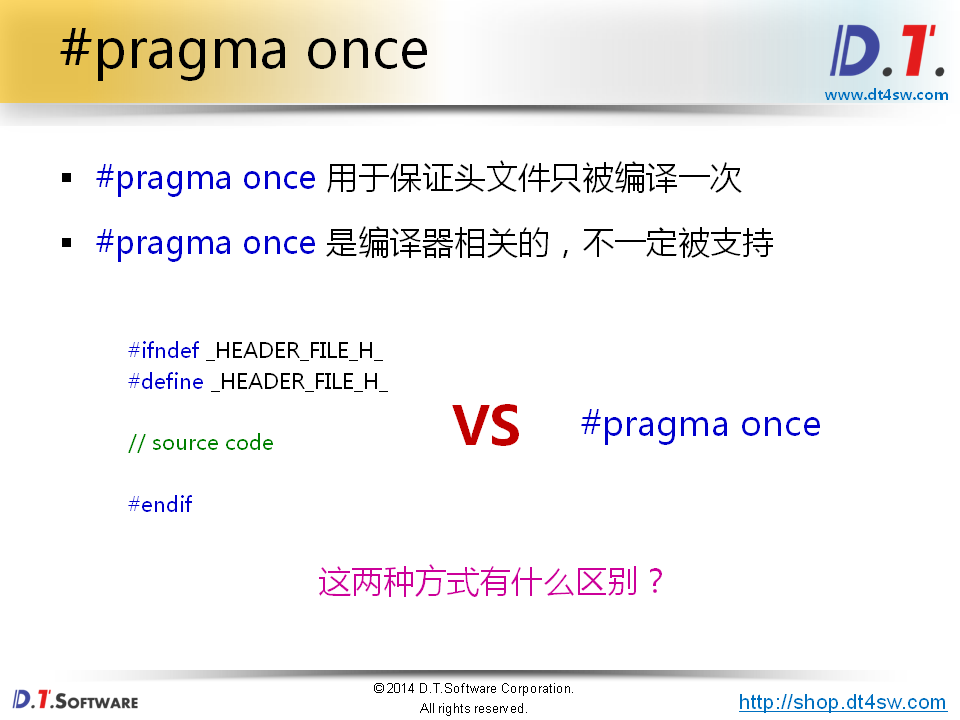 #pragma once
D.T.
www.dt4sw.com
#pragma once 用于保证头文件只被编译一次
#pragma once 是编译器相关的，不一定被支持
#ifndef _HEADER_FILE_H_
#define _HEADER_FILE_H_
// source code
#endif
VS
#pragma once
这两种方式有什么区别？
D.T.SOFTWARE
©2014 D.T.Software Corporation.
All rights reserved.
http://shop.dt4sw.com